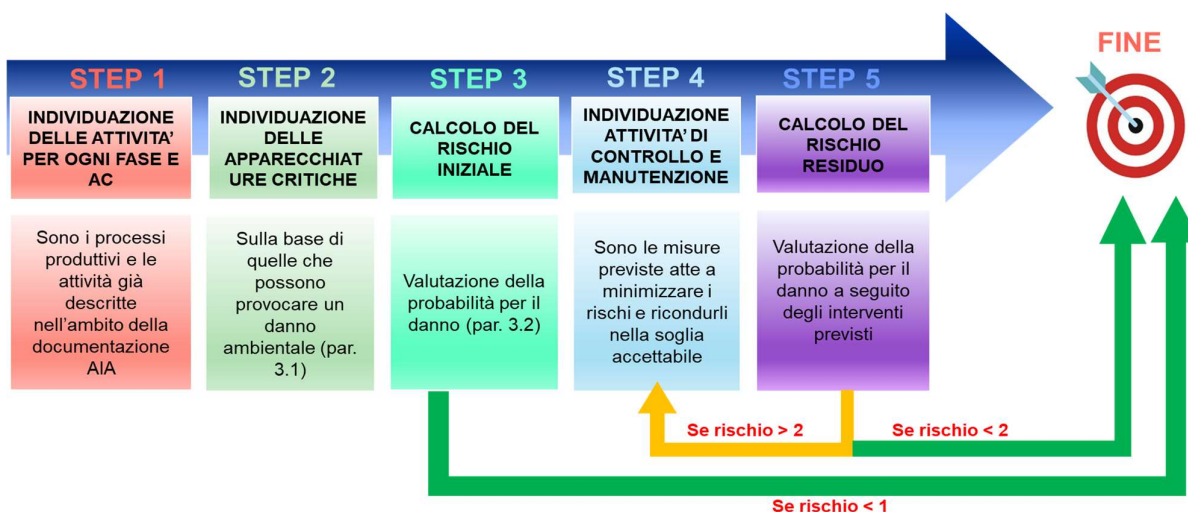 FINE
STEP 1
STEP 2
STEP 3
STEP 4
STEP 5
INDIVIDUAZIONE
DELLE ATTIVITA'
PER OGNI FASE E
AC
INDIVIDUAZIONE
DELLE
APPARECCHIAT
URE CRITICHE
CALCOLO DEL
RISCHIO
INIZIALE
INDIVIDUAZIONE
ATTIVITA' DI
CONTROLLO E
MANUTENZIONE
CALCOLO DEL
RISCHIO
RESIDUO
Sono i processi
produttivi e le
attività già
descritte
nell'ambito della
documentazione
AIA
Sulla base di
quelle che
possono
provocare un
danno
ambientale (par.
3.1)
Valutazione della
probabilità per il
danno (par. 3.2)
Sono le misure
previste atte a
minimizzare i
rischi e ricondurli
nella soglia
accettabile
Valutazione della
probabilità per il
danno a seguito
degli interventi
previsti
Se rischio > 2
Se rischio < 2
Se rischio < 1